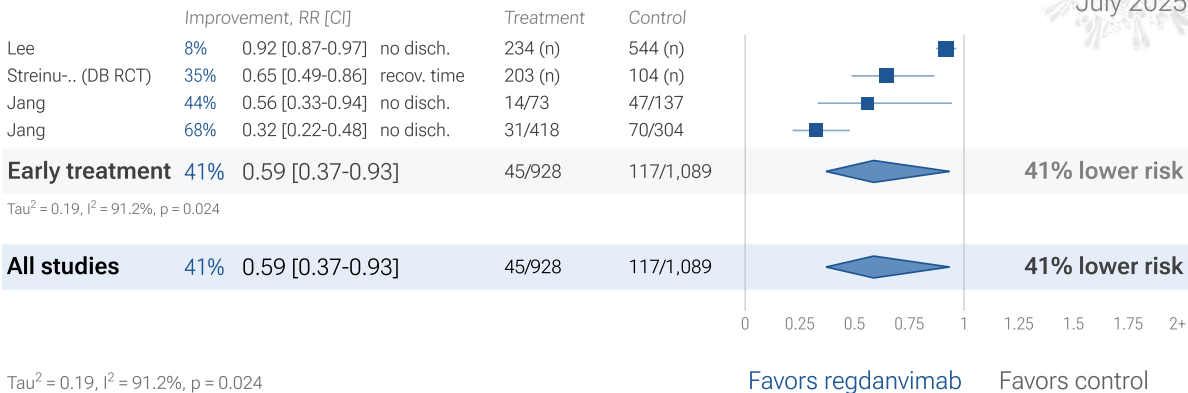 July 2025
Improvement, RR [CI] Treatment Control
Lee 8% 0.92 [0.87-0.97] no disch. 234 (n) 544 (n)
Streinu-.. (DB RCT) 35% 0.65 [0.49-0.86] recov. time 203 (n) 104 (n)
Jang 44% 0.56 [0.33-0.94] no disch. 14/73 47/137
Jang 68% 0.32 [0.22-0.48] no disch. 31/418 70/304
Early treatment 41% 0.59 [0.37-0.93] 45/928 117/1,089 41% lower risk
Tau² = 0.19, I² = 91.2%, p = 0.024
All studies 41% 0.59 [0.37-0.93] 45/928 117/1,089 41% lower risk
0 0.25 0.5 0.75 1 1.25 1.5 1.75 2+
Tau² = 0.19, I² = 91.2%, p = 0.024 Favors regdanvimab Favors control